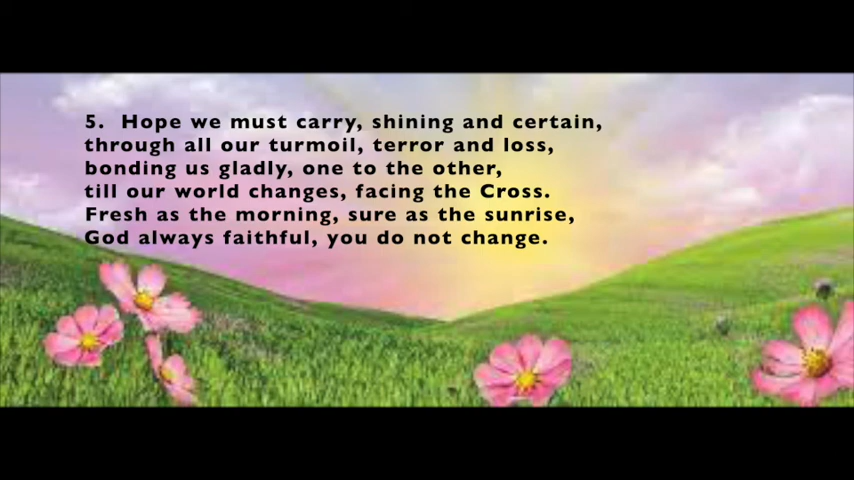 5. Hope we must carry, shining and certain,
through all our turmoil, terror and loss,
bonding us gladly, one to the other,
till our world changes, facing the Cross.
Fresh as the morning, sure as the sunrise,
God always faithful, you do not change.